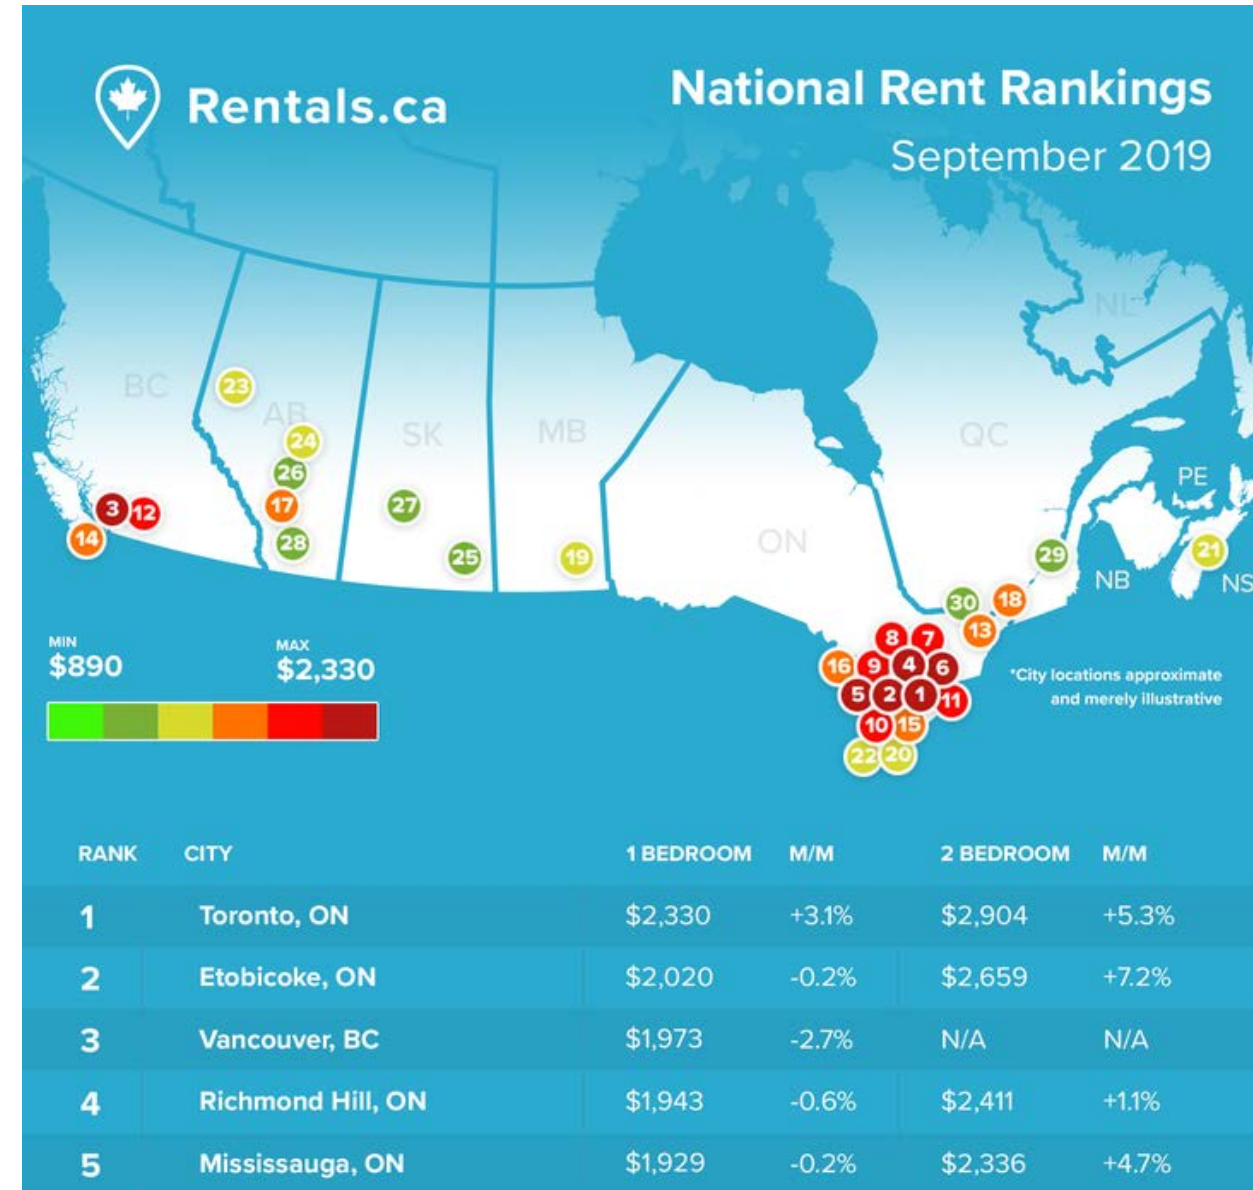 Rentals.ca
National Rent Rankings
September 2019
NL
BC
23
AB
24
SK
MB
QC
26
PE
3 12
17
27
14
28
25
19
ON
29
21
NB
NS
30 18
13
8 7
16 9 4 6
5 2 1 11
10 15
22 20
MIN
$890
MAX
$2,330
*City locations approximate
and merely illustrative
RANK CITY 1 BEDROOM M/M 2 BEDROOM M/M
1 Toronto, ON $2,330 +3.1% $2,904 +5.3%
2 Etobicoke, ON $2,020 -0.2% $2,659 +7.2%
3 Vancouver, BC $1,973 -2.7% N/A N/A
4 Richmond Hill, ON $1,943 -0.6% $2,411 +1.1%
5 Mississauga, ON $1,929 -0.2% $2,336 +4.7%